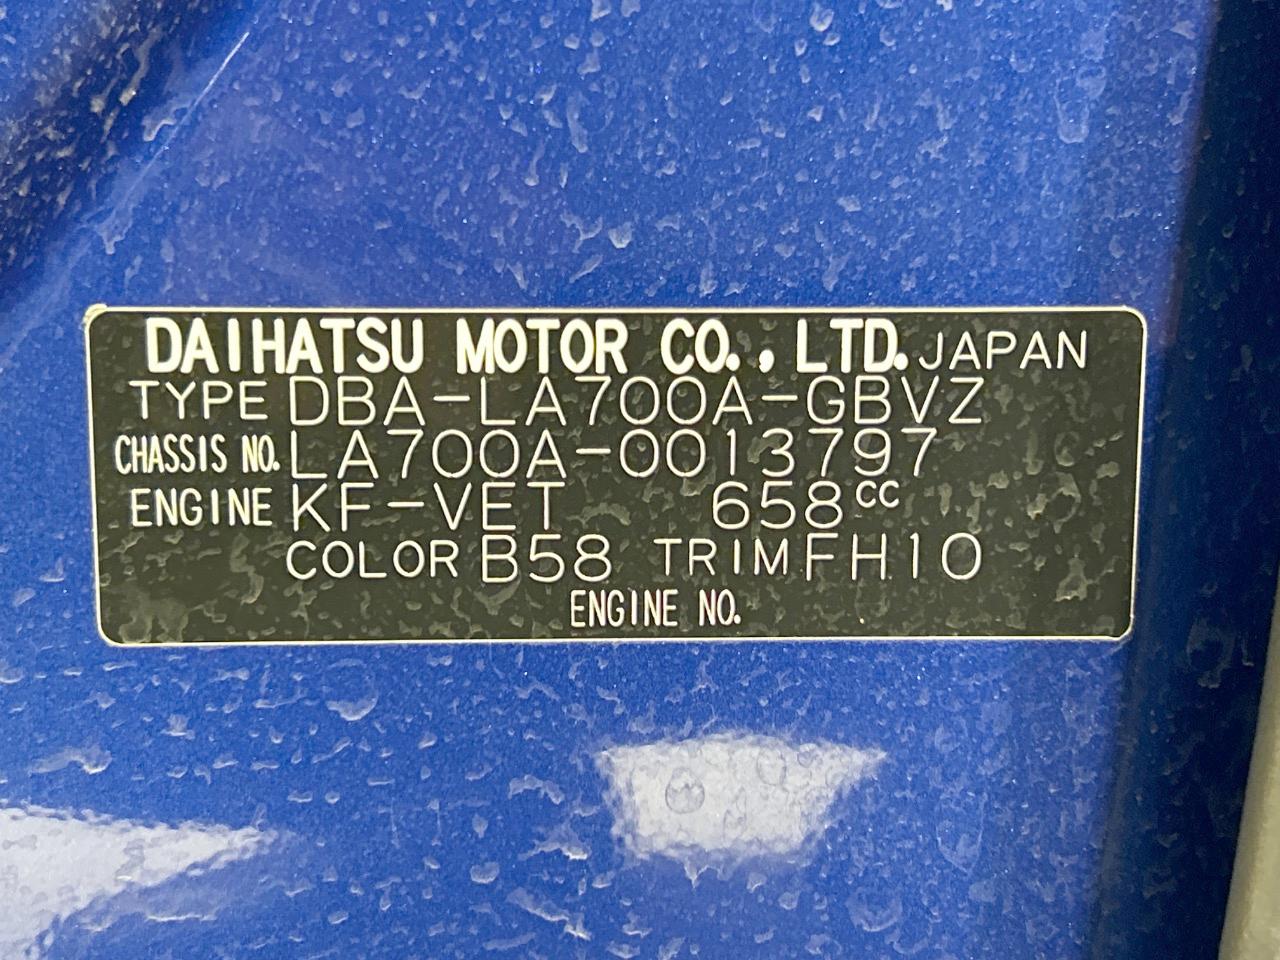 DAIHATSU MOTOR CO., LTD. JAPAN
TYPE DBA-LA700A-GBVZ
CHASSIS NO. LA700A-0013797
ENGINE KF-VET 658cc
COLOR B58 TRIM FH10
ENGINE NO.